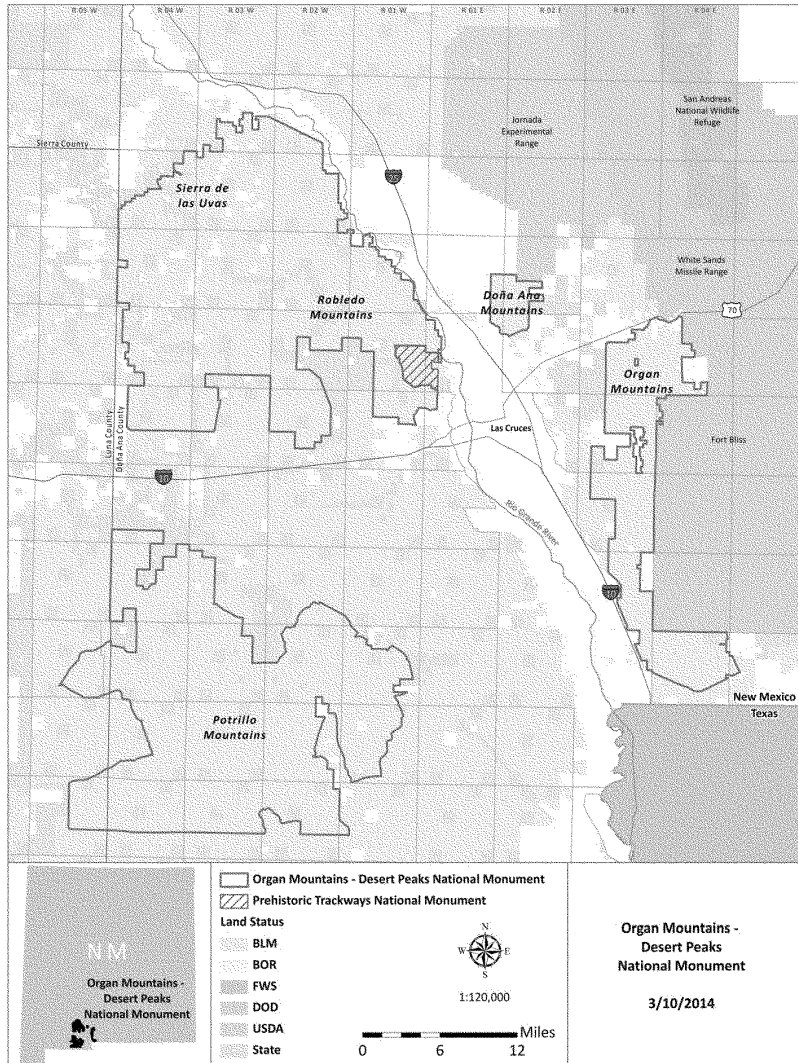 R 05 W R 04 W R 03 W R 02 W R 01 W R 01 E R 02 E R 03 E R 04 E
San Andreas
National Wildlife
Refuge
Jornada
Experimental
Range
Sierra County
25
Sierra de
las Uvas
White Sands
Missile Range
Robledo
Mountains
Doña Ana
Mountains
70
Organ
Mountains
Las Cruces
Fort Bliss
Luna County
Doña Ana County
10
Rio Grande River
10
New Mexico
Texas
Potrillo
Mountains
NM
Organ Mountains -
Desert Peaks
National Monument
Organ Mountains - Desert Peaks National Monument
Prehistoric Trackways National Monument
Land Status
BLM
BOR
FWS
DOD
USDA
State
N
W E
S
1:120,000
Miles
0 6 12
Organ Mountains -
Desert Peaks
National Monument
3/10/2014